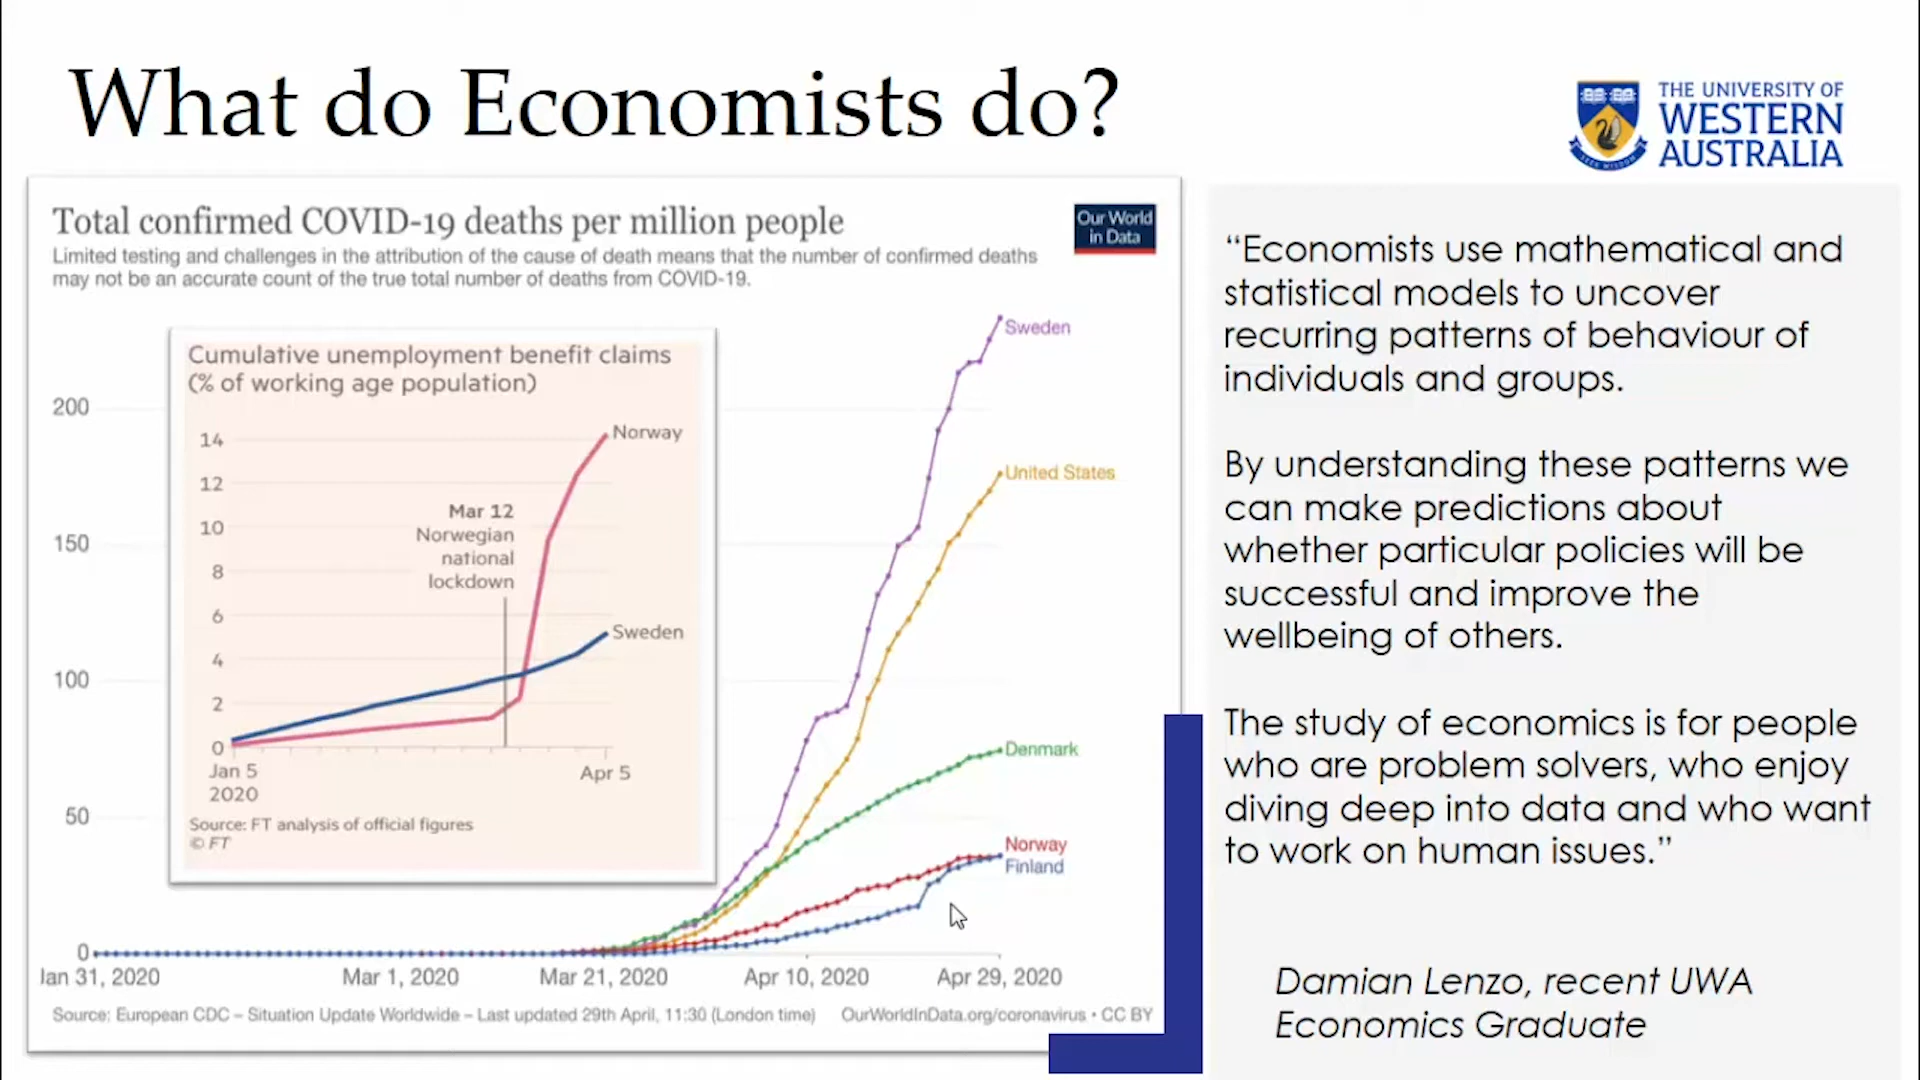 What do Economists do?
THE UNIVERSITY OF
WESTERN
AUSTRALIA
SEEK WISDOM
Total confirmed COVID-19 deaths per million people
Our World
in Data
Limited testing and challenges in the attribution of the cause of death means that the number of confirmed deaths
may not be an accurate count of the true total number of deaths from COVID-19.
200
150
100
50
0
Sweden
United States
Denmark
Norway
Finland
Jan 31, 2020
Mar 1, 2020
Mar 21, 2020
Apr 10, 2020
Apr 29, 2020
Source: European CDC – Situation Update Worldwide – Last updated 29th April, 11:30 (London time)
OurWorldInData.org/coronavirus • CC BY
Cumulative unemployment benefit claims
(% of working age population)
14
12
10
8
6
4
2
0
Norway
Mar 12
Norwegian
national
lockdown
Sweden
Jan 5
2020
Apr 5
Source: FT analysis of official figures
© FT
“Economists use mathematical and
statistical models to uncover
recurring patterns of behaviour of
individuals and groups.
By understanding these patterns we
can make predictions about
whether particular policies will be
successful and improve the
wellbeing of others.
The study of economics is for people
who are problem solvers, who enjoy
diving deep into data and who want
to work on human issues.”
Damian Lenzo, recent UWA
Economics Graduate